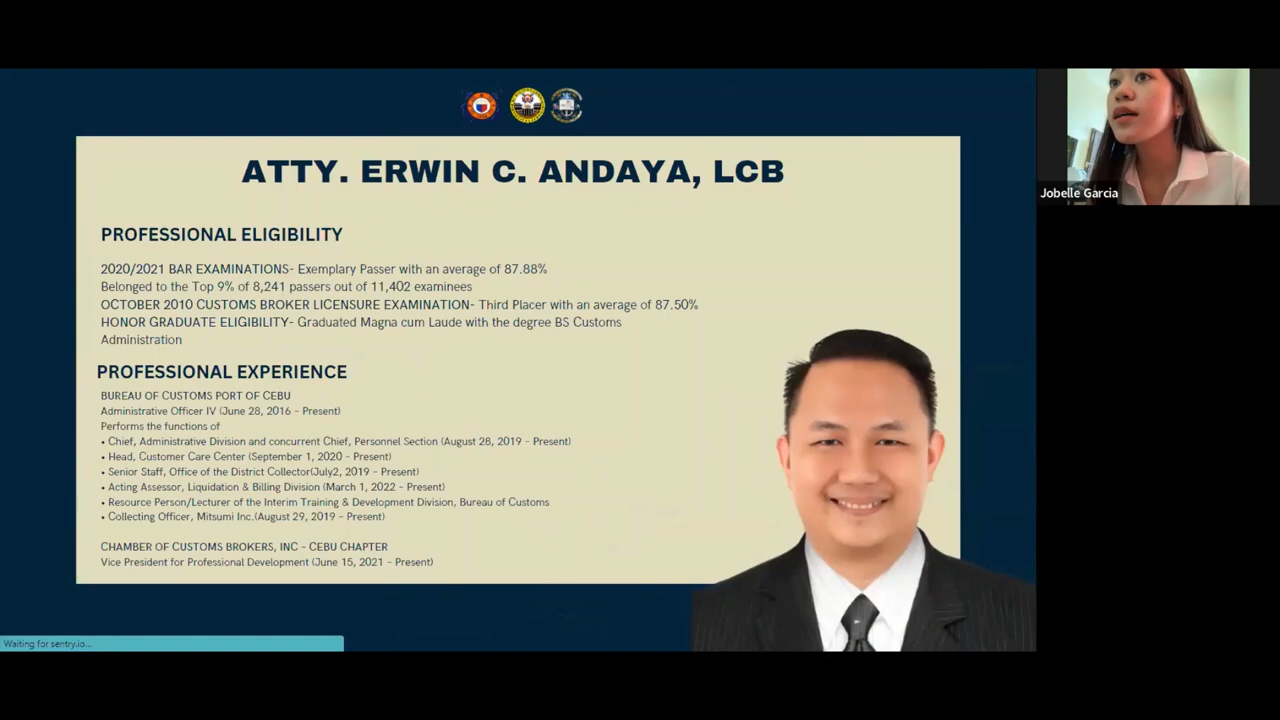 ATTY. ERWIN C. ANDAYA, LCB
PROFESSIONAL ELIGIBILITY
2020/2021 BAR EXAMINATIONS- Exemplary Passer with an average of 87.88%
Belonged to the Top 9% of 8,241 passers out of 11,402 examinees
OCTOBER 2010 CUSTOMS BROKER LICENSURE EXAMINATION- Third Placer with an average of 87.50%
HONOR GRADUATE ELIGIBILITY- Graduated Magna cum Laude with the degree BS Customs
Administration
PROFESSIONAL EXPERIENCE
BUREAU OF CUSTOMS PORT OF CEBU
Administrative Officer IV (June 28, 2016 – Present)
Performs the functions of
• Chief, Administrative Division and concurrent Chief, Personnel Section (August 28, 2019 – Present)
• Head, Customer Care Center (September 1, 2020 – Present)
• Senior Staff, Office of the District Collector(July2, 2019 – Present)
• Acting Assessor, Liquidation & Billing Division (March 1, 2022 – Present)
• Resource Person/Lecturer of the Interim Training & Development Division, Bureau of Customs
• Collecting Officer, Mitsumi Inc.(August 29, 2019 – Present)
CHAMBER OF CUSTOMS BROKERS, INC – CEBU CHAPTER
Vice President for Professional Development (June 15, 2021 – Present)
Waiting for sentry.io...
Jobelle Garcia